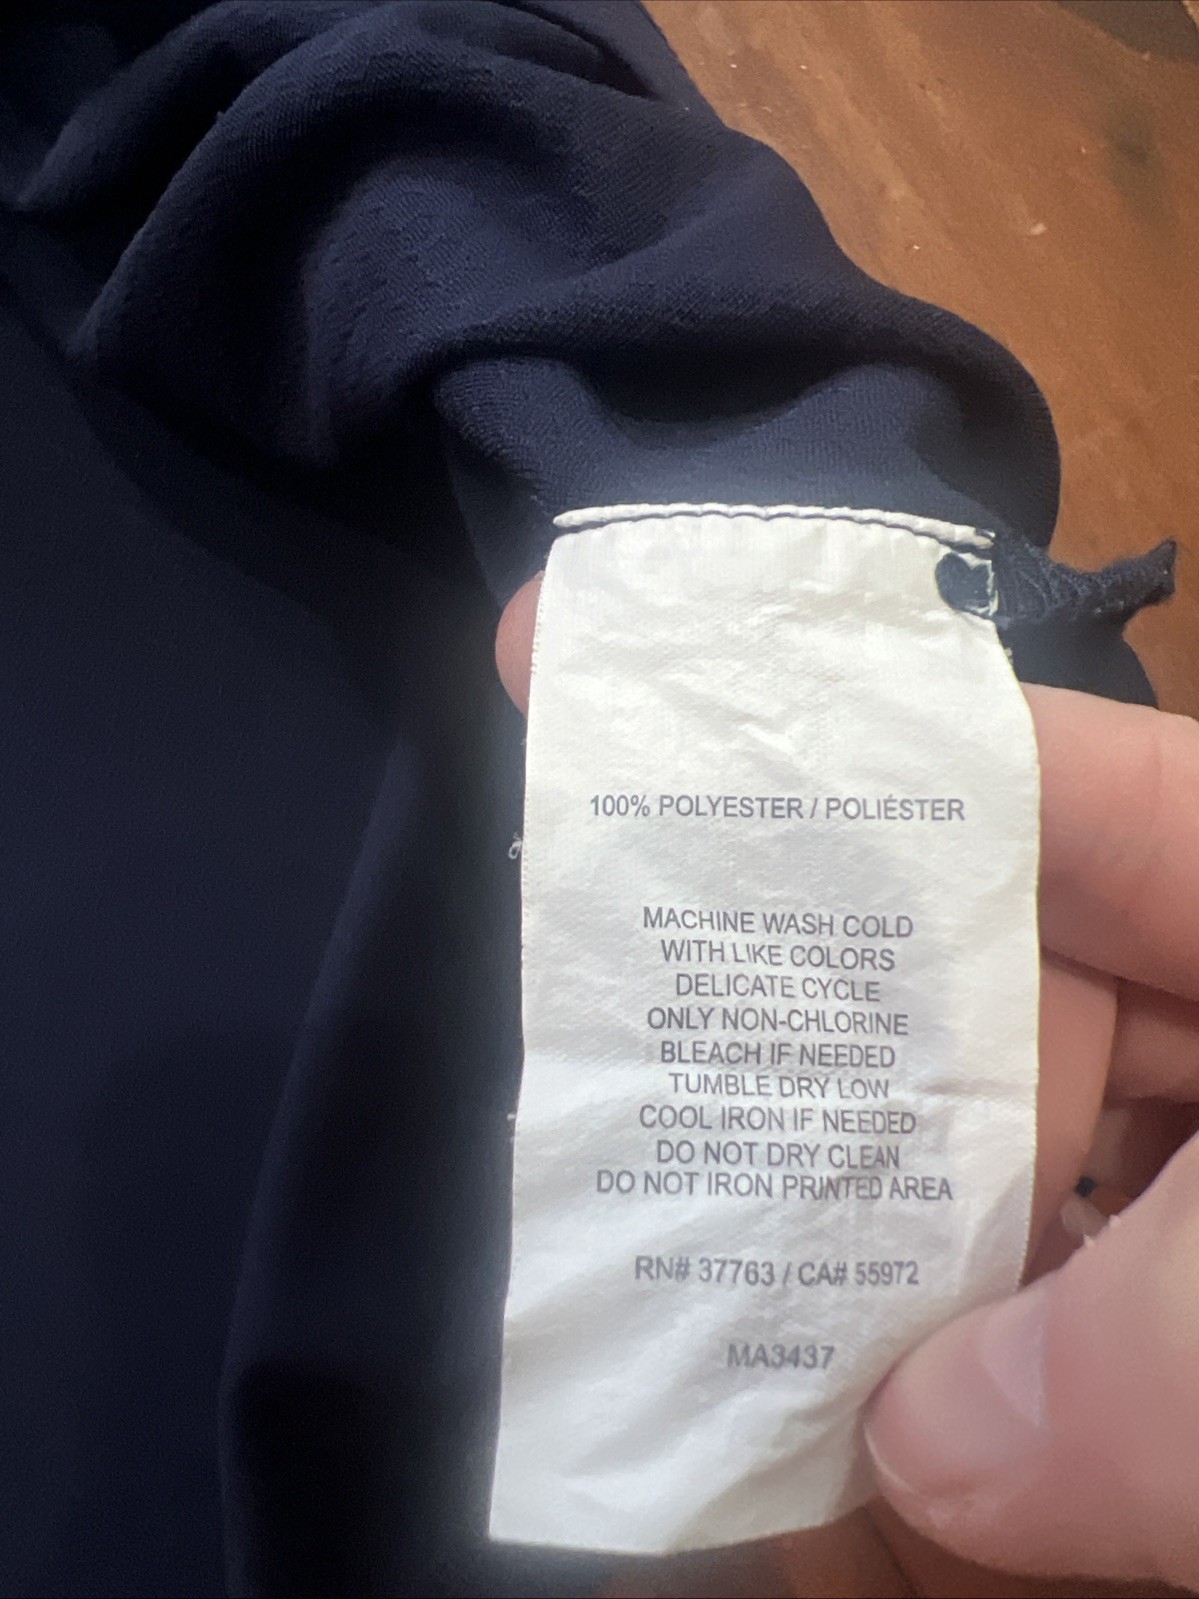 100% POLYESTER / POLIÉSTER
MACHINE WASH COLD
WITH LIKE COLORS
DELICATE CYCLE
ONLY NON-CHLORINE
BLEACH IF NEEDED
TUMBLE DRY LOW
COOL IRON IF NEEDED
DO NOT DRY CLEAN
DO NOT IRON PRINTED AREA
RN# 37763 / CA# 55972
MA3437